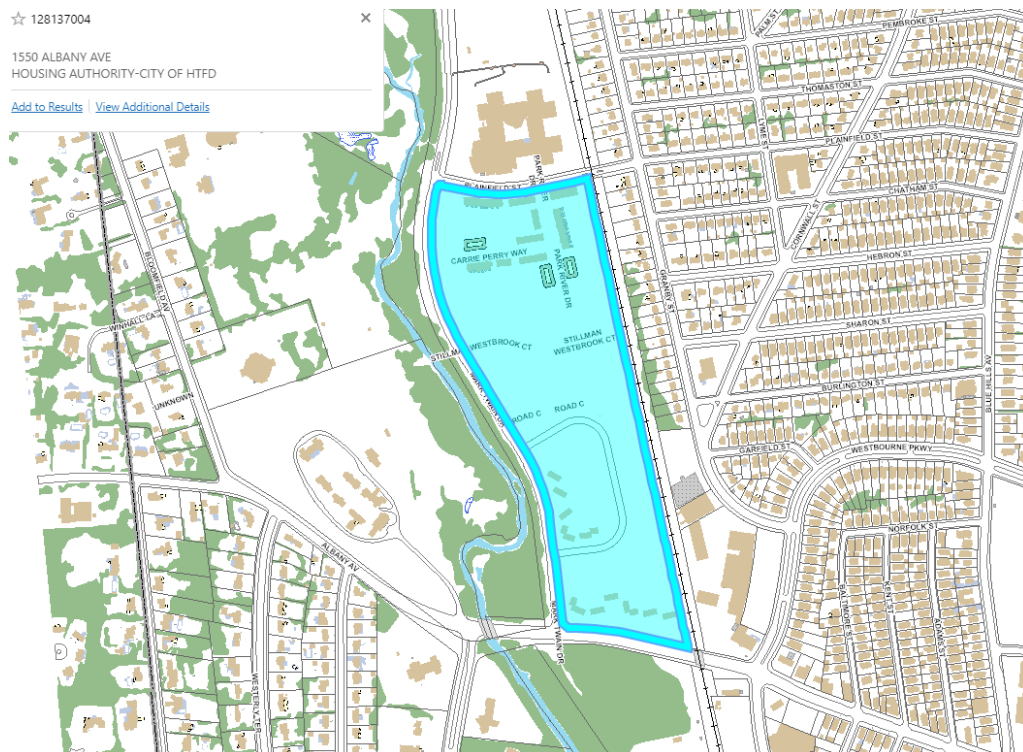 128137004
1550 ALBANY AVE
HOUSING AUTHORITY-CITY OF HTFD
Add to Results
View Additional Details
PALM ST
PEMBROKE ST
THOMASTON ST
LYME ST
PLAINFIELD ST
CHATHAM ST
CORNWALL ST
HEBRON ST
GRANBY ST
SHARON ST
BURLINGTON ST
BLUE HILLS AV
GARFIELD ST
WESTBOURNE PKWY
NORFOLK ST
BALTIMORE ST
KENT ST
ADAMS ST
PLAINFIELD ST
CARRIE PERRY WAY
PARK RIVER DR
STILLMAN
WESTBROOK CT
WESTBROOK CT
ROAD C
ROAD C
MARK TWAIN DR
MARK TWAIN DR
BLOOMFIELD AV
WINHALL CA
UNKNOWN
ALBANY AV
WESTERLY TER